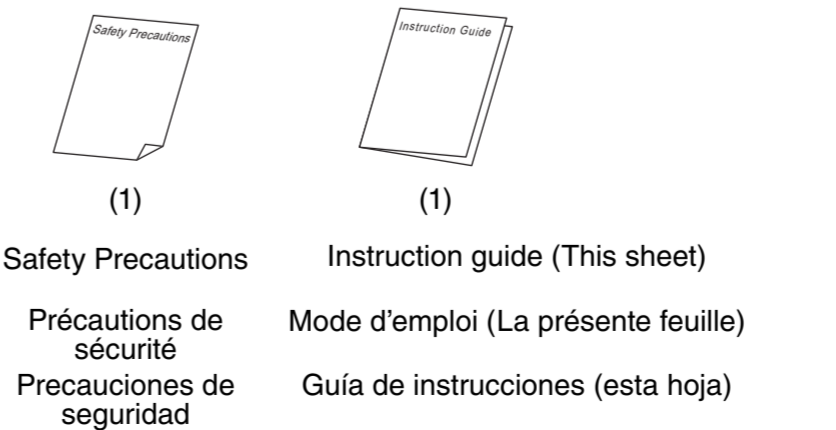 Safety Precautions
Instruction Guide
(1)
(1)
Safety Precautions
Instruction guide (This sheet)
Précautions de
sécurité
Mode d’emploi (La présente feuille)
Precauciones de
seguridad
Guía de instrucciones (esta hoja)